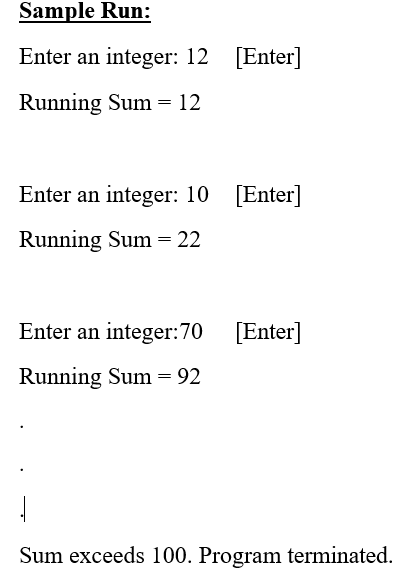 Sample Run:
Enter an integer: 12 [Enter]
Running Sum = 12
Enter an integer: 10 [Enter]
Running Sum = 22
Enter an integer:70 [Enter]
Running Sum = 92
.
.
.
Sum exceeds 100. Program terminated.